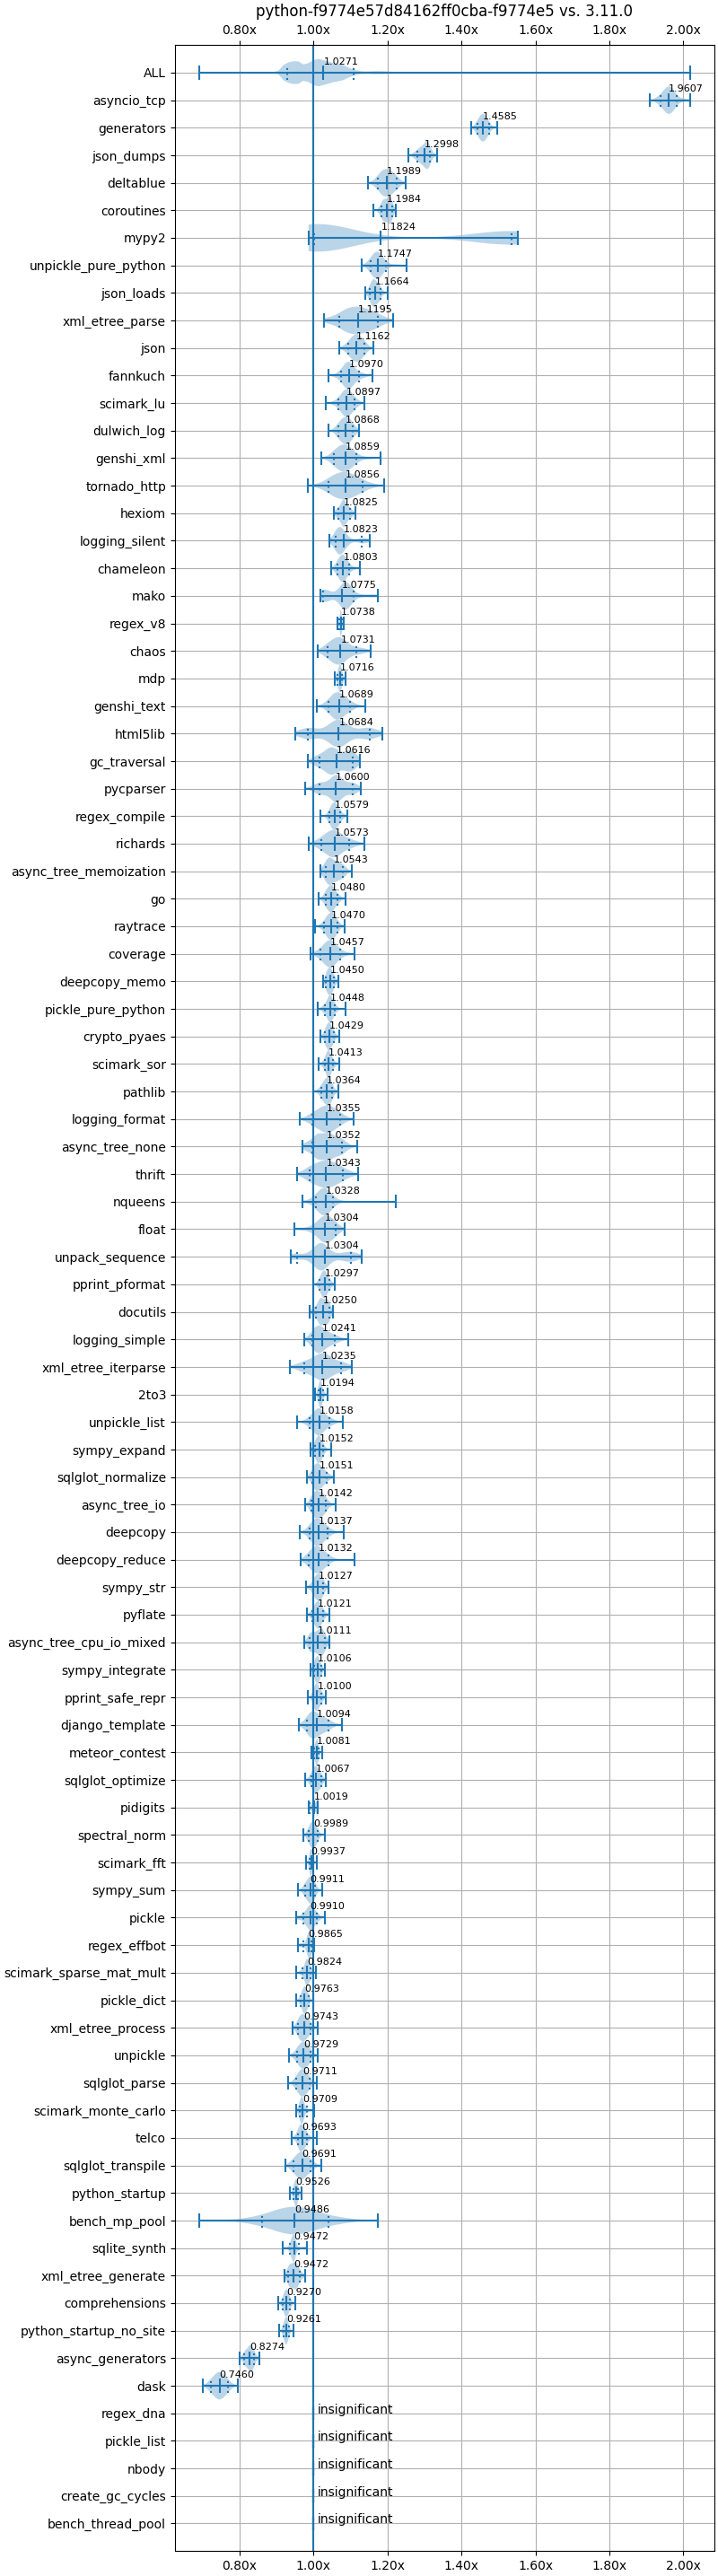 python-f9774e57d84162ff0cba-f9774e5 vs. 3.11.0
0.80x 1.00x 1.20x 1.40x 1.60x 1.80x 2.00x
ALL 1.0271
asyncio_tcp 1.9607
generators 1.4585
json_dumps 1.2998
deltablue 1.1989
coroutines 1.1984
mypy2 1.1824
unpickle_pure_python 1.1747
json_loads 1.1664
xml_etree_parse 1.1195
json 1.1162
fannkuch 1.0970
scimark_lu 1.0897
dulwich_log 1.0868
genshi_xml 1.0859
tornado_http 1.0856
hexiom 1.0825
logging_silent 1.0823
chameleon 1.0803
mako 1.0775
regex_v8 1.0738
chaos 1.0731
mdp 1.0716
genshi_text 1.0689
html5lib 1.0684
gc_traversal 1.0616
pycparser 1.0600
regex_compile 1.0579
richards 1.0573
async_tree_memoization 1.0543
go 1.0480
raytrace 1.0470
coverage 1.0457
deepcopy_memo 1.0450
pickle_pure_python 1.0448
crypto_pyaes 1.0429
scimark_sor 1.0413
pathlib 1.0364
logging_format 1.0355
async_tree_none 1.0352
thrift 1.0343
nqueens 1.0328
float 1.0304
unpack_sequence 1.0304
pprint_pformat 1.0297
docutils 1.0250
logging_simple 1.0241
xml_etree_iterparse 1.0235
2to3 1.0194
unpickle_list 1.0158
sympy_expand 1.0152
sqlglot_normalize 1.0151
async_tree_io 1.0142
deepcopy 1.0137
deepcopy_reduce 1.0132
sympy_str 1.0127
pyflate 1.0121
async_tree_cpu_io_mixed 1.0111
sympy_integrate 1.0106
pprint_safe_repr 1.0100
django_template 1.0094
meteor_contest 1.0081
sqlglot_optimize 1.0067
pidigits 1.0019
spectral_norm 0.9989
scimark_fft 0.9937
sympy_sum 0.9911
pickle 0.9910
regex_effbot 0.9865
scimark_sparse_mat_mult 0.9824
pickle_dict 0.9763
xml_etree_process 0.9743
unpickle 0.9729
sqlglot_parse 0.9711
scimark_monte_carlo 0.9709
telco 0.9693
sqlglot_transpile 0.9691
python_startup 0.9526
bench_mp_pool 0.9486
sqlite_synth 0.9472
xml_etree_generate 0.9472
comprehensions 0.9270
python_startup_no_site 0.9261
async_generators 0.8274
dask 0.7460
regex_dna insignificant
pickle_list insignificant
nbody insignificant
create_gc_cycles insignificant
bench_thread_pool insignificant
0.80x 1.00x 1.20x 1.40x 1.60x 1.80x 2.00x